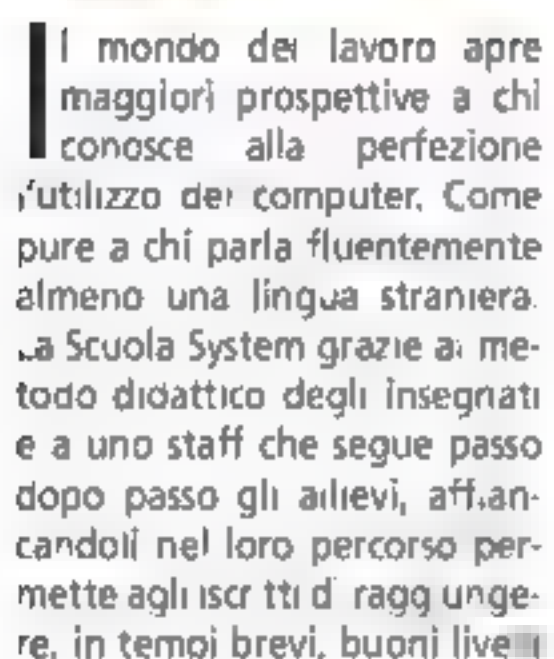 Il mondo del lavoro apre
maggiori prospettive a chi
conosce alla perfezione
l'utilizzo del computer. Come
pure a chi parla fluentemente
almeno una lingua straniera.
La Scuola System grazie al me-
todo didattico degli insegnati
e a uno staff che segue passo
dopo passo gli allievi, affian-
candoli nel loro percorso per-
mette agli iscritti di raggiunge-
re, in tempi brevi, buoni livelli